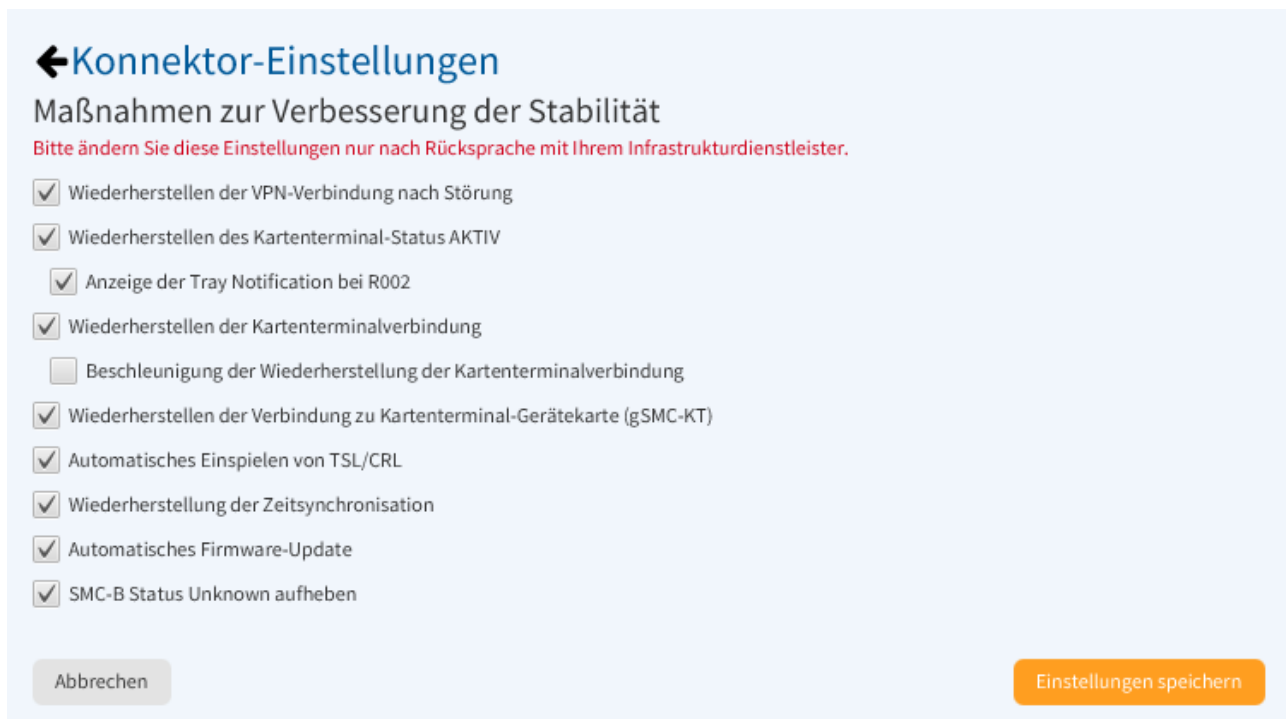 Konnektor-Einstellungen
Maßnahmen zur Verbesserung der Stabilität
Bitte ändern Sie diese Einstellungen nur nach Rücksprache mit Ihrem Infrastrukturdienstleister.
Wiederherstellen der VPN-Verbindung nach Störung
Wiederherstellen des Kartenterminal-Status AKTIV
Anzeige der Tray Notification bei R002
Wiederherstellen der Kartenterminalverbindung
Beschleunigung der Wiederherstellung der Kartenterminalverbindung
Wiederherstellen der Verbindung zu Kartenterminal-Gerätekarte (gSMC-KT)
Automatisches Einspielen von TSL/CRL
Wiederherstellung der Zeitsynchronisation
Automatisches Firmware-Update
SMC-B Status Unknown aufheben
Abbrechen
Einstellungen speichern